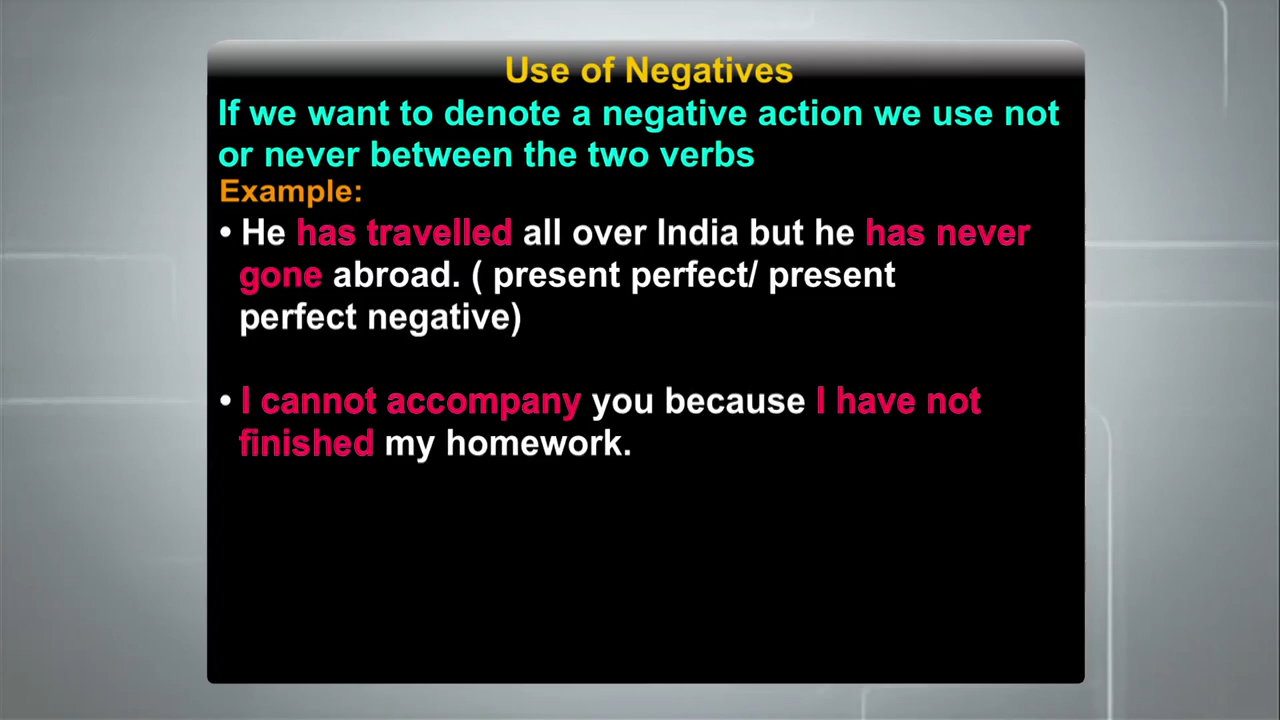 Use of Negatives
If we want to denote a negative action we use not
or never between the two verbs
Example:
• He has travelled all over India but he has never
gone abroad. ( present perfect/ present
perfect negative)
• I cannot accompany you because I have not
finished my homework.